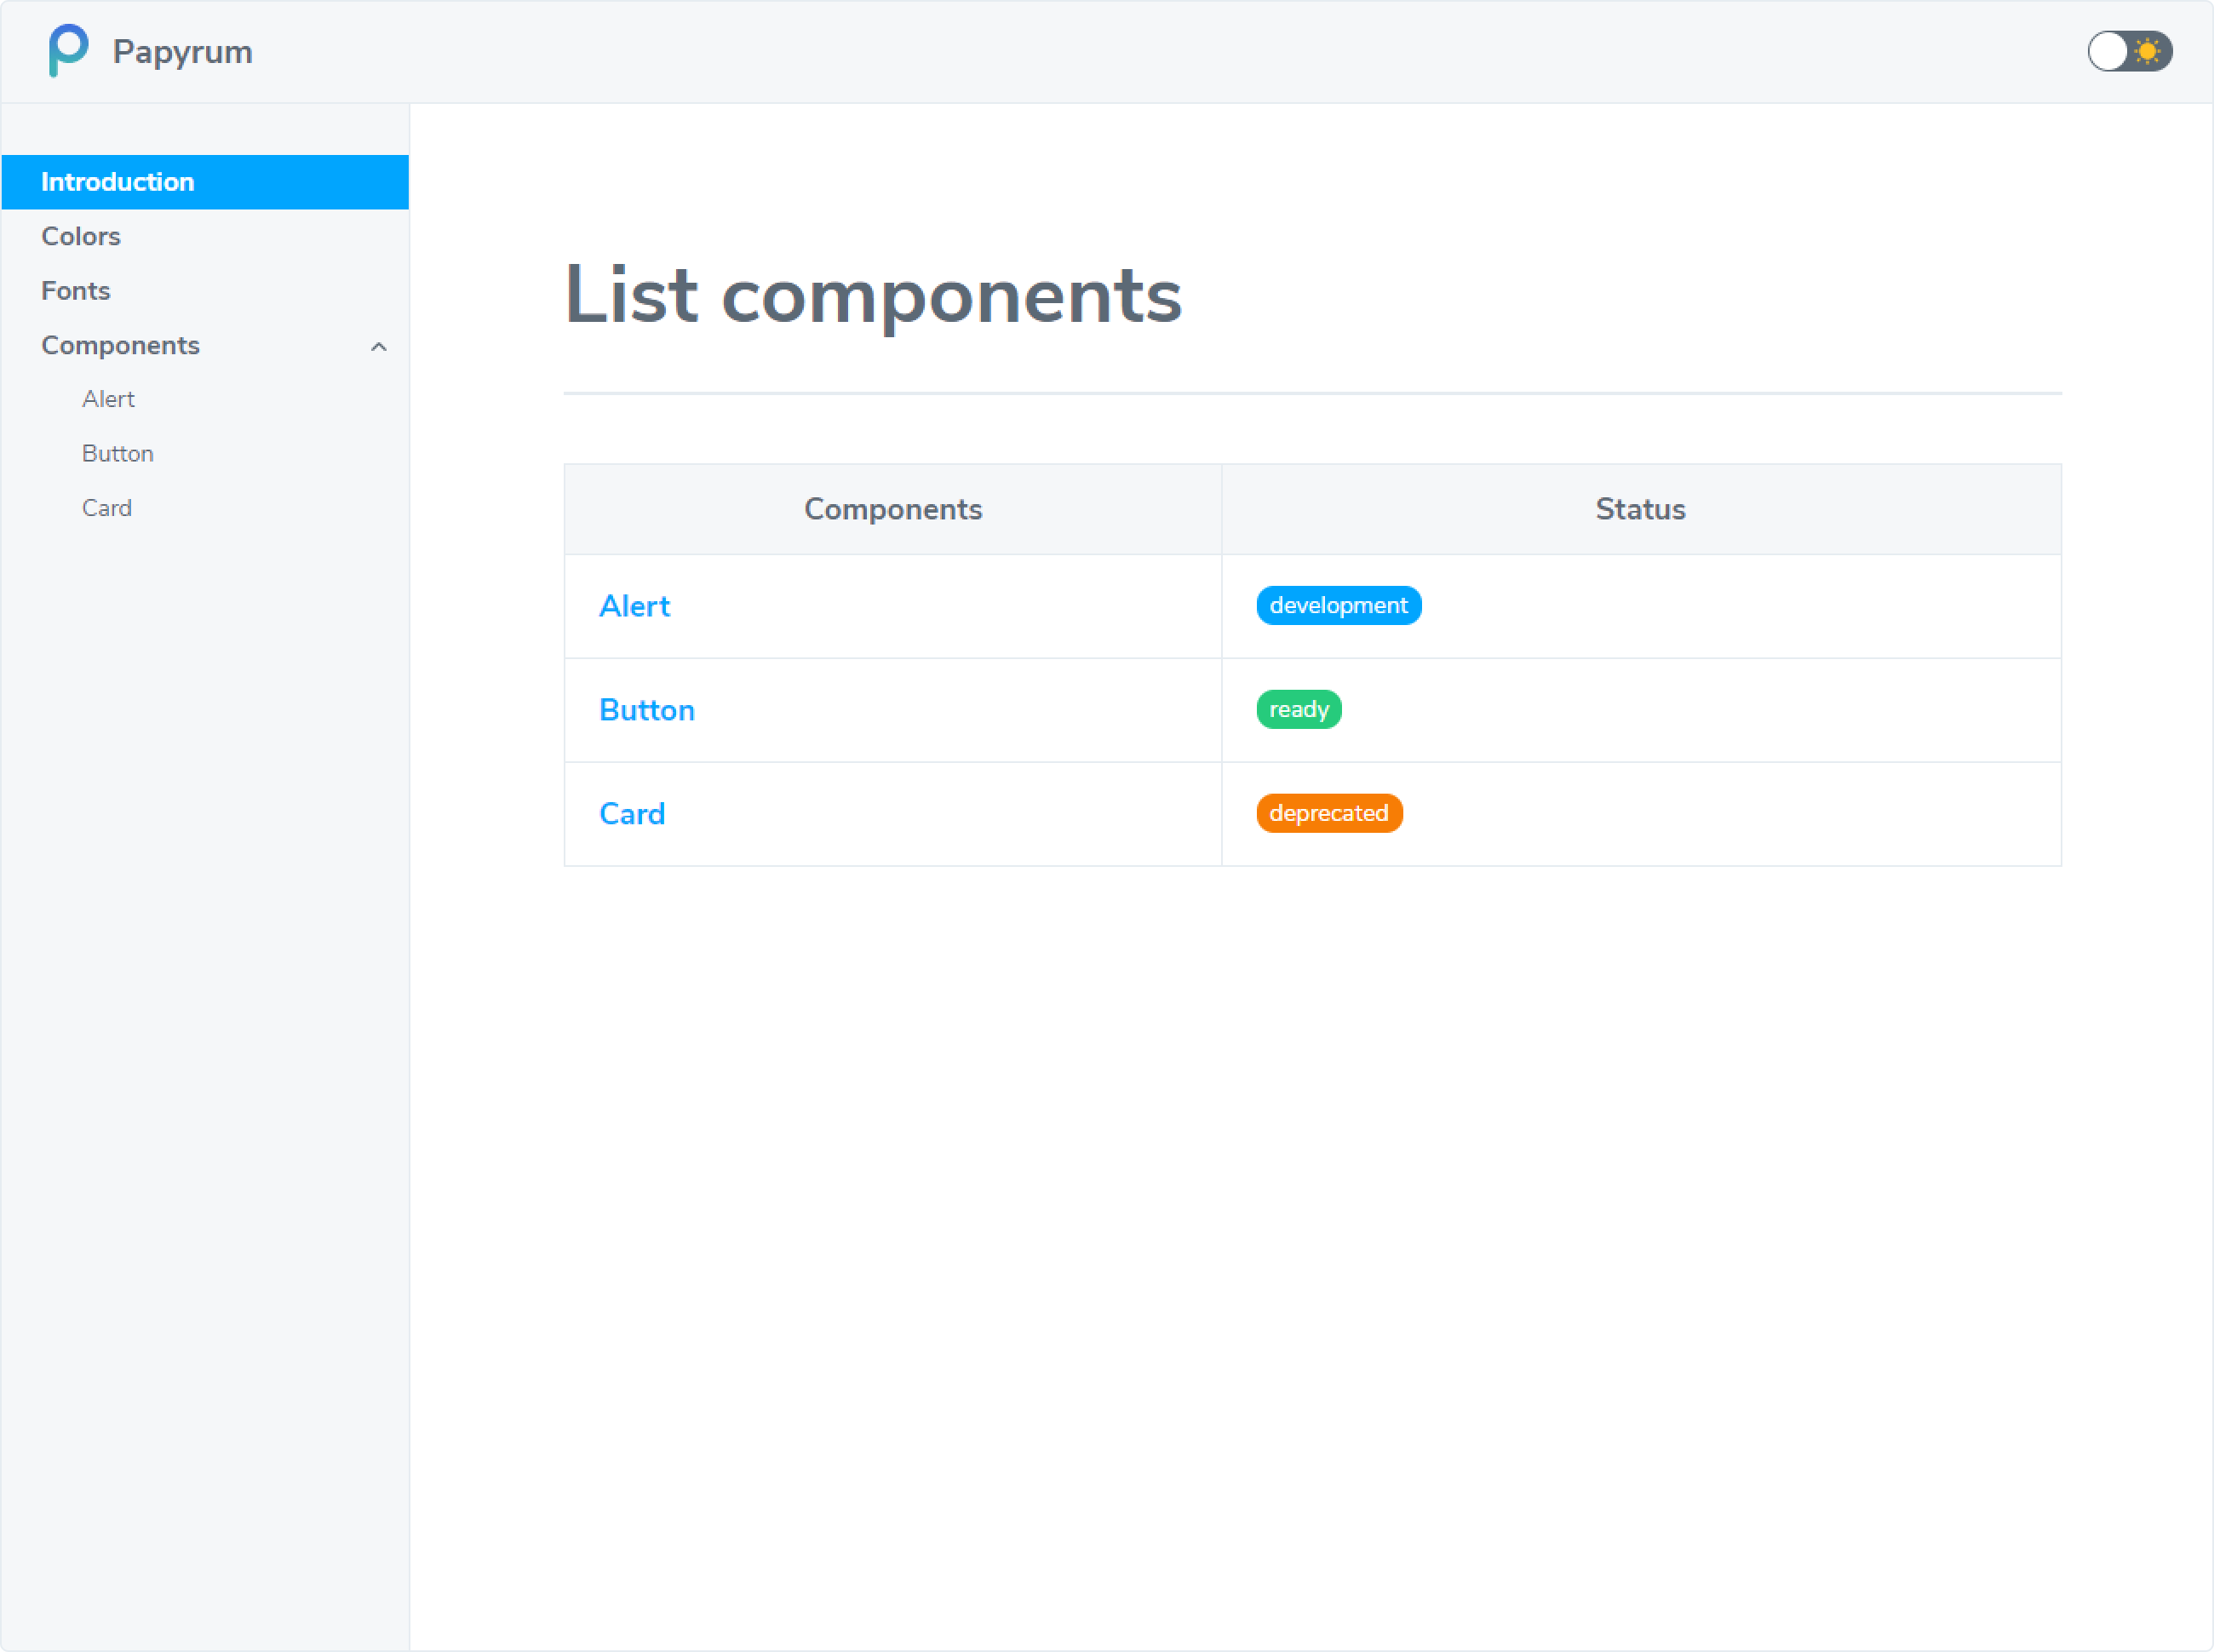 Papyrum
Introduction
Colors
Fonts
Components
Alert
Button
Card
List components
Components Status
Alert development
Button ready
Card deprecated